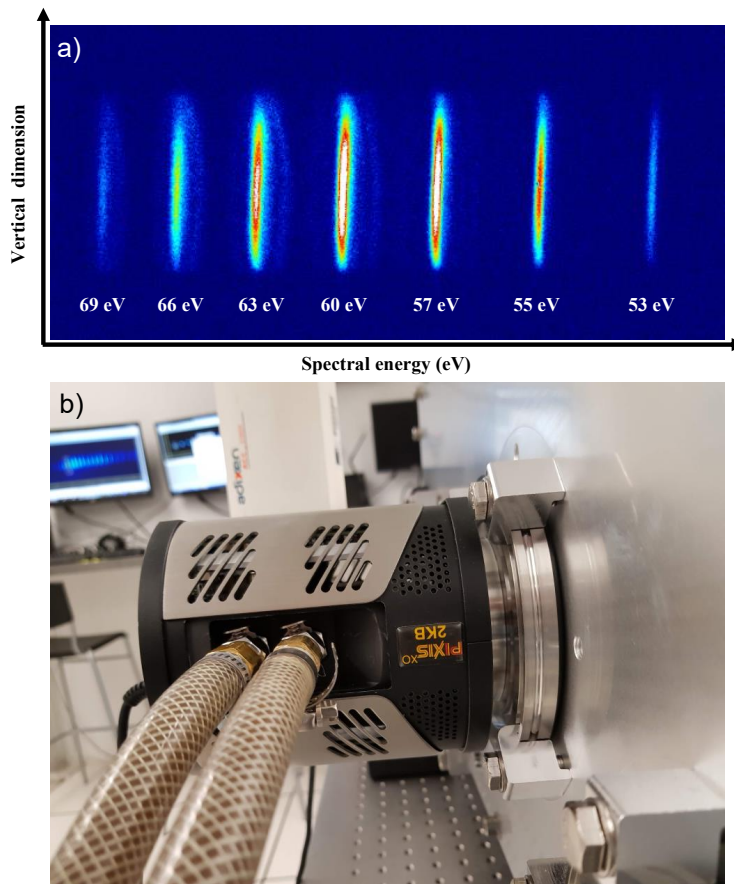 a)
Vertical dimension
69 eV 66 eV 63 eV 60 eV 57 eV 55 eV 53 eV
Spectral energy (eV)
b)
adixen
PIXIS XO
2KB